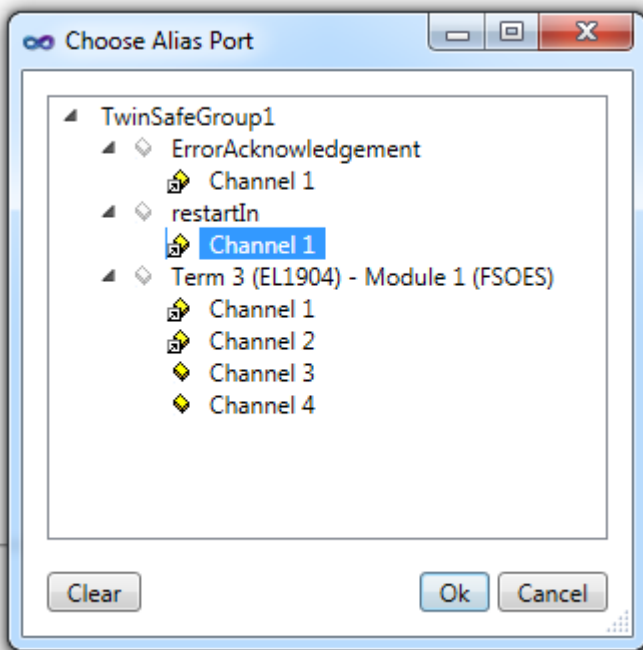 Choose Alias Port
TwinSafeGroup1
ErrorAcknowledgement
Channel 1
restartIn
Channel 1
Term 3 (EL1904) - Module 1 (FSOES)
Channel 1
Channel 2
Channel 3
Channel 4
Clear Ok Cancel